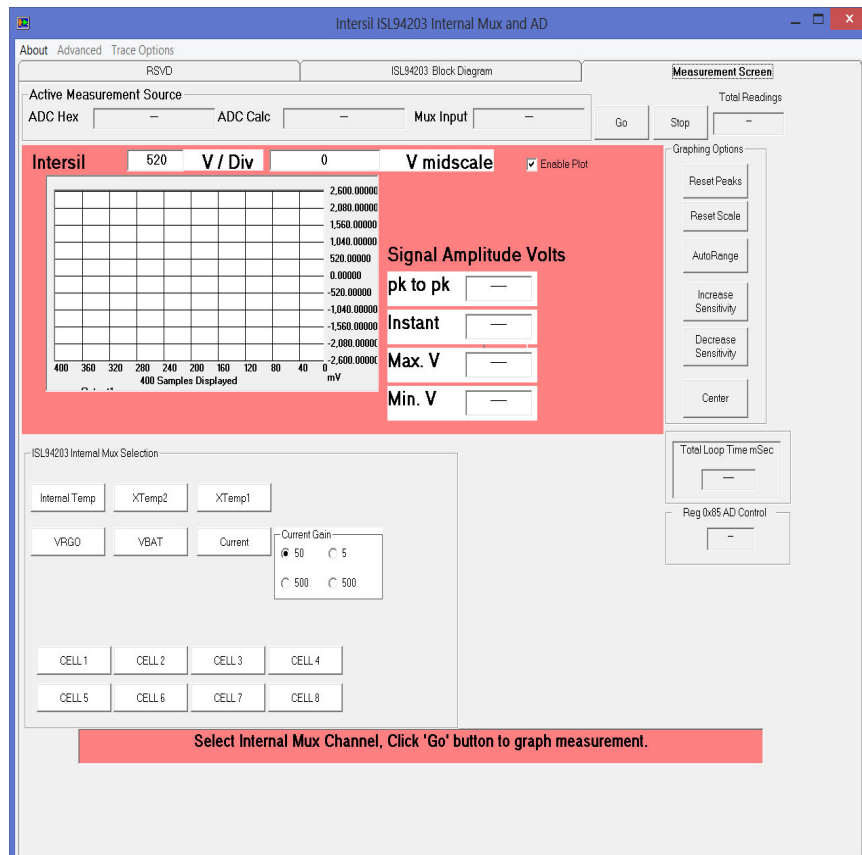 Intersil ISL94203 Internal Mux and AD
About Advanced Trace Options
RSVD
ISL94203 Block Diagram
Measurement Screen
Active Measurement Source
ADC Hex –
ADC Calc –
Mux Input –
Go
Stop
Total Readings
–
Intersil 520 V / Div 0 V midscale
Enable Plot
2,600.00000
2,080.00000
1,560.00000
1,040.00000
520.00000
0.00000
-520.00000
-1,040.00000
-1,560.00000
-2,080.00000
-2,600.00000
400 360 320 280 240 200 160 120 80 40 0
mV
400 Samples Displayed
Signal Amplitude Volts
pk to pk —
Instant —
Max. V —
Min. V —
Graphing Options
Reset Peaks
Reset Scale
AutoRange
Increase
Sensitivity
Decrease
Sensitivity
Center
Total Loop Time mSec
—
Reg 0x85 AD Control
–
ISL94203 Internal Mux Selection
Internal Temp
XTemp2
XTemp1
VRGO
VBAT
Current
Current Gain
50 5
500 500
CELL 1
CELL 2
CELL 3
CELL 4
CELL 5
CELL 6
CELL 7
CELL 8
Select Internal Mux Channel, Click 'Go' button to graph measurement.